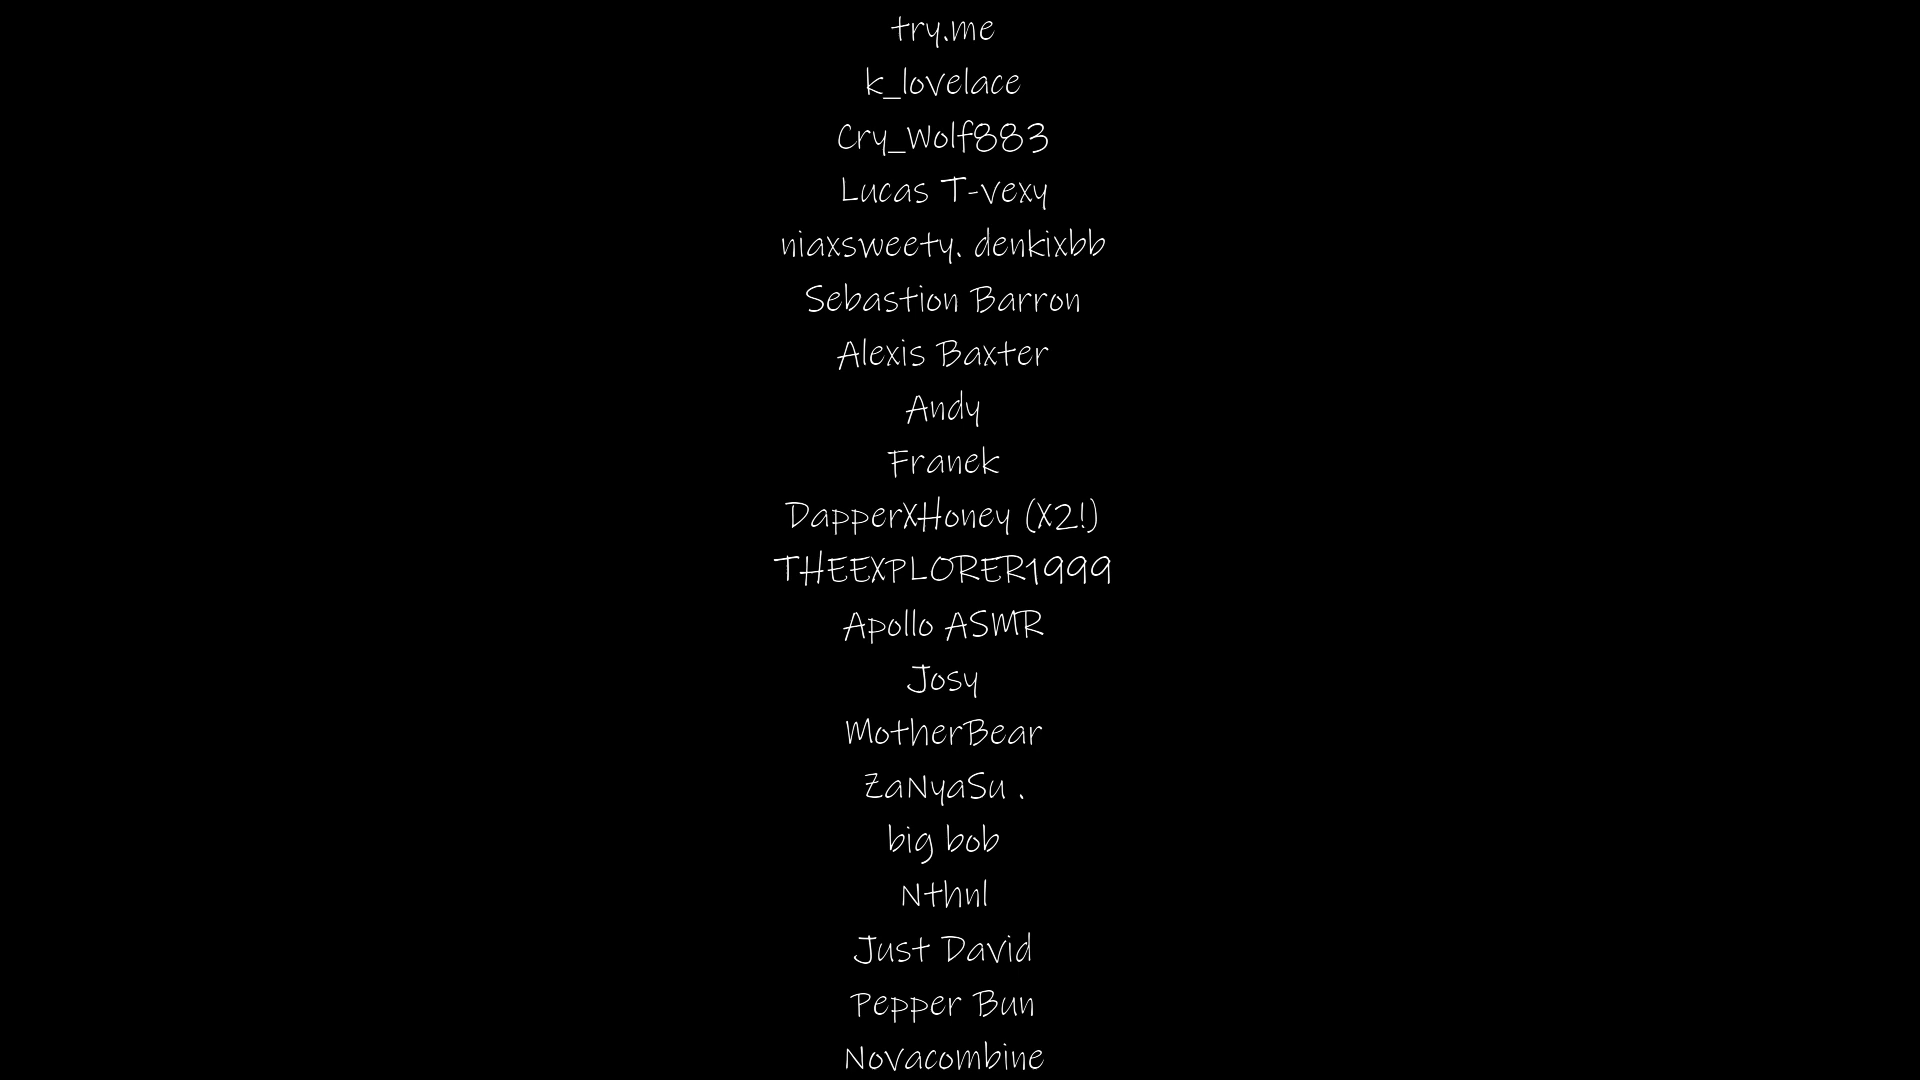 try.me
k_lovelace
Cry_Wolf883
Lucas T-vexy
niaxsweety. denkixbb
Sebastion Barron
Alexis Baxter
Andy
Franek
DapperXHoney (X2!)
THEEXPLORER1999
Apollo ASMR
Josy
MotherBear
ZaNyaSu .
big bob
Nthnl
Just David
Pepper Bun
Novacombine